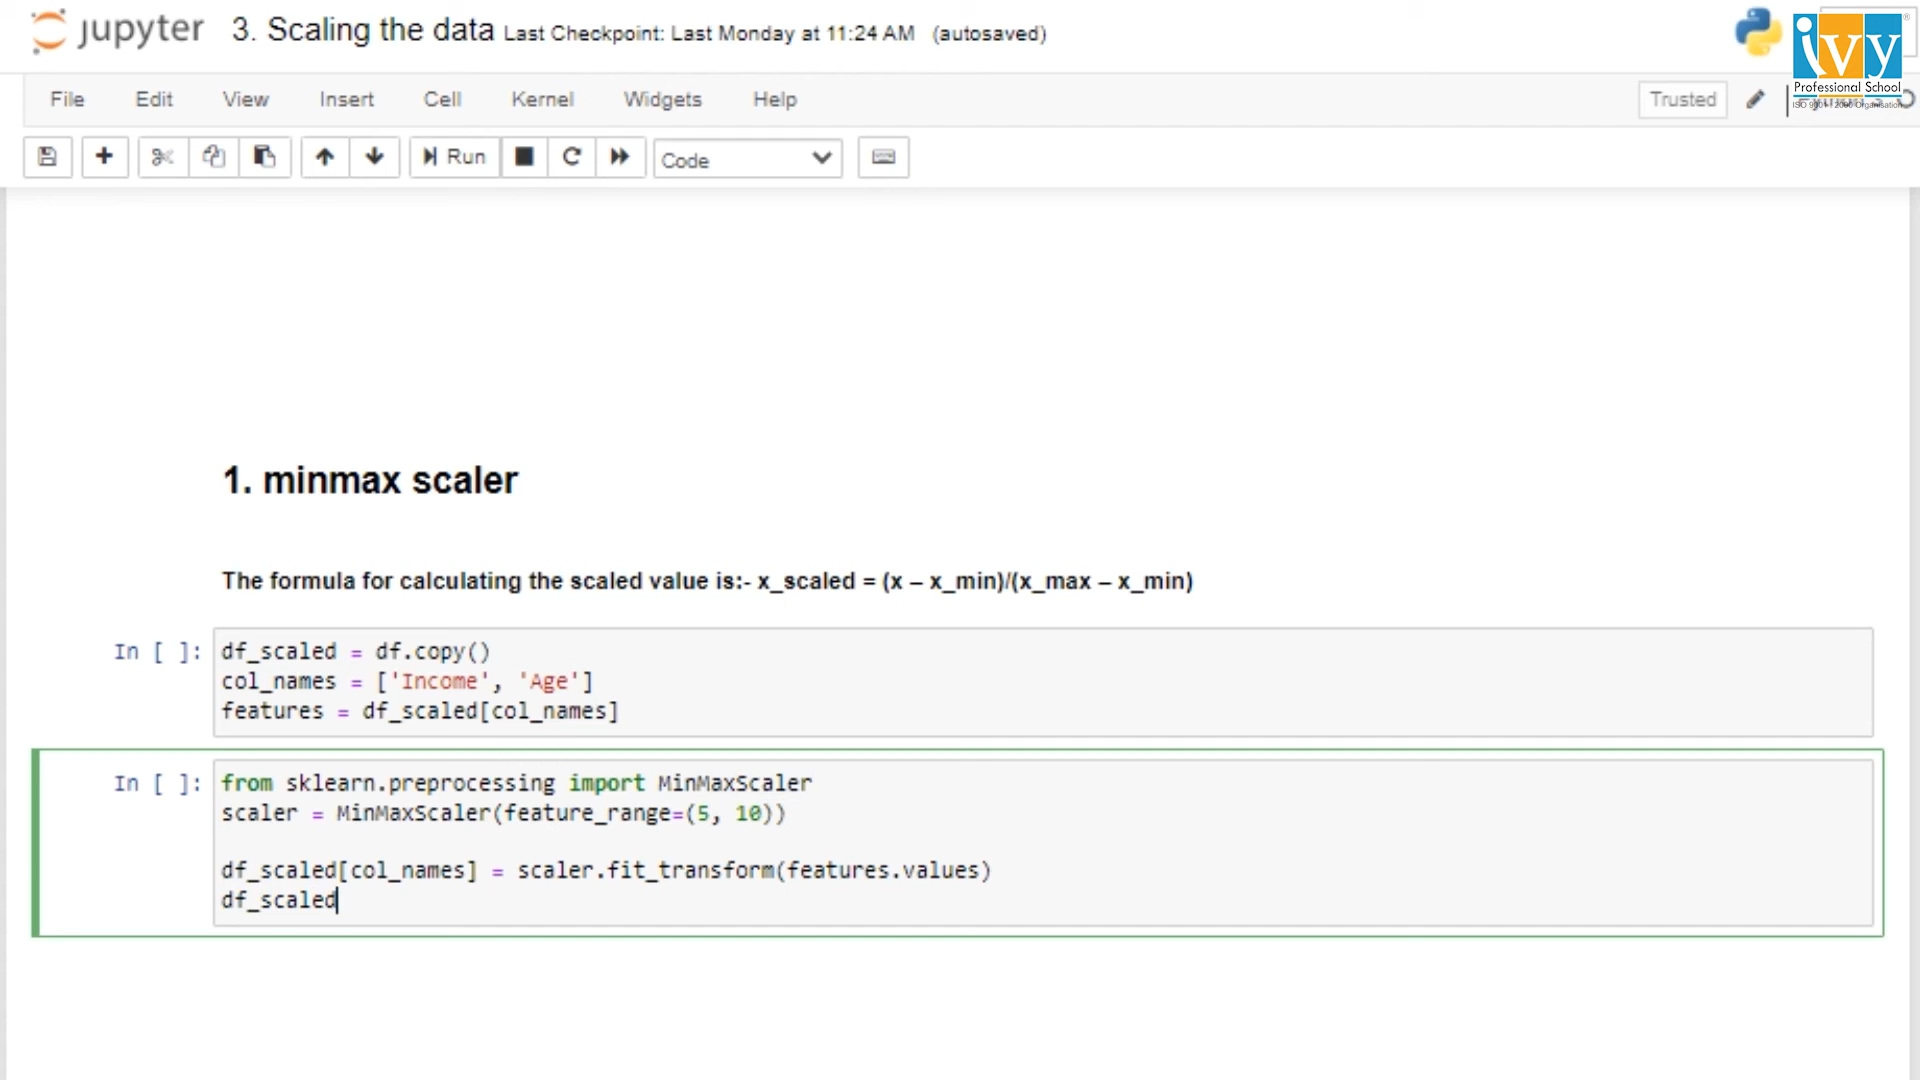 jupyter 3. Scaling the data Last Checkpoint: Last Monday at 11:24 AM (autosaved)
ivy
Professional School
File Edit View Insert Cell Kernel Widgets Help
Trusted
Run
Code
1. minmax scaler
The formula for calculating the scaled value is:- x_scaled = (x – x_min)/(x_max – x_min)
In [ ]:
df_scaled = df.copy()
col_names = ['Income', 'Age']
features = df_scaled[col_names]
In [ ]:
from sklearn.preprocessing import MinMaxScaler
scaler = MinMaxScaler(feature_range=(5, 10))
df_scaled[col_names] = scaler.fit_transform(features.values)
df_scaled